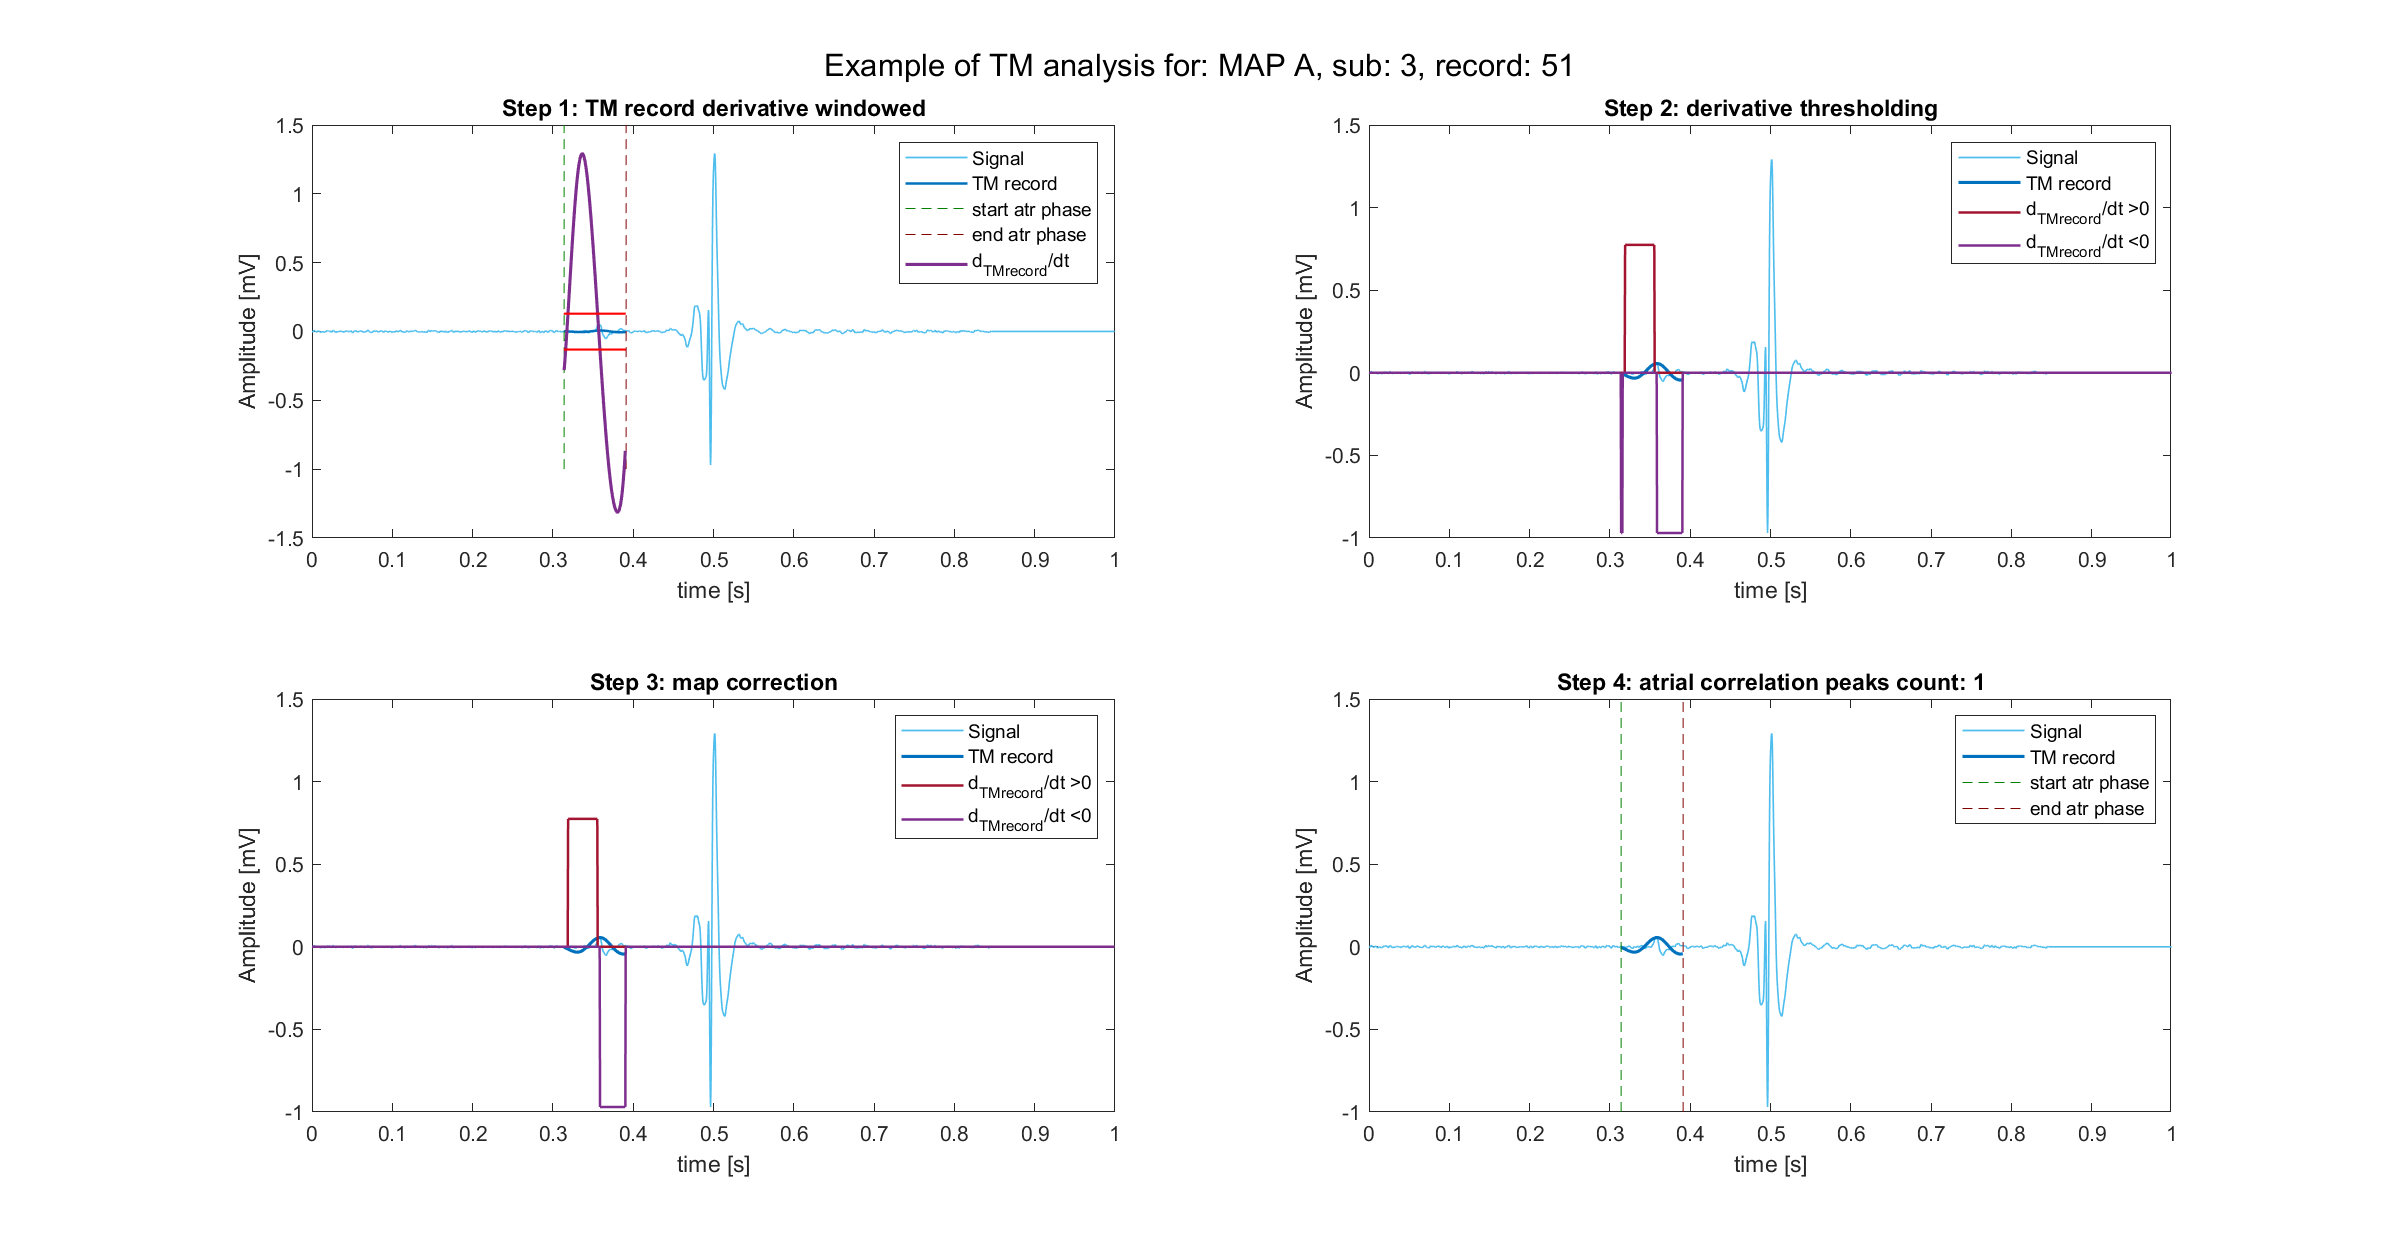 Example of TM analysis for: MAP A, sub: 3, record: 51
Step 1: TM record derivative windowed
1.5
1
0.5
0
-0.5
-1
-1.5
Amplitude [mV]
0 0.1 0.2 0.3 0.4 0.5 0.6 0.7 0.8 0.9 1
time [s]
Signal
TM record
start atr phase
end atr phase
dTMrecord/dt
Step 2: derivative thresholding
1.5
1
0.5
0
-0.5
-1
Amplitude [mV]
0 0.1 0.2 0.3 0.4 0.5 0.6 0.7 0.8 0.9 1
time [s]
Signal
TM record
dTMrecord/dt >0
dTMrecord/dt <0
Step 3: map correction
1.5
1
0.5
0
-0.5
-1
Amplitude [mV]
0 0.1 0.2 0.3 0.4 0.5 0.6 0.7 0.8 0.9 1
time [s]
Signal
TM record
dTMrecord/dt >0
dTMrecord/dt <0
Step 4: atrial correlation peaks count: 1
1.5
1
0.5
0
-0.5
-1
Amplitude [mV]
0 0.1 0.2 0.3 0.4 0.5 0.6 0.7 0.8 0.9 1
time [s]
Signal
TM record
start atr phase
end atr phase